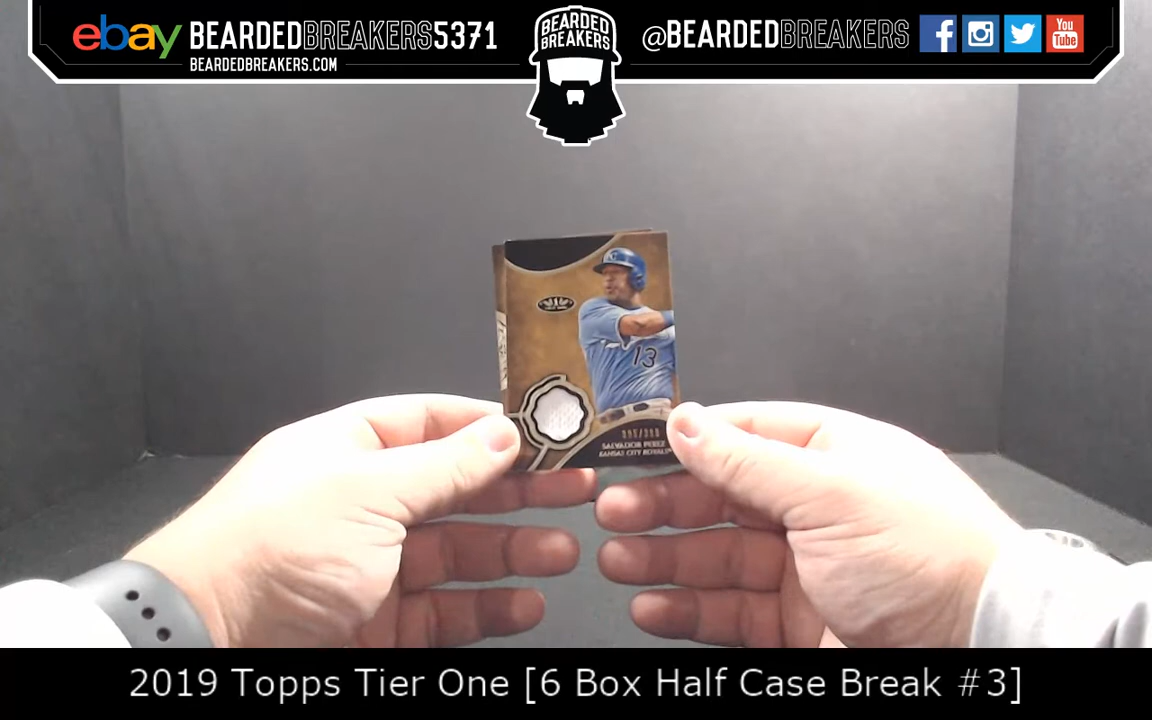 ebay BEARDEDBREAKERS5371
BEARDEDBREAKERS.COM
BEARDED
BREAKERS
@BEARDEDBREAKERS
You
Tube
13
SALVADOR PEREZ
KANSAS CITY ROYALS
2019 Topps Tier One [6 Box Half Case Break #3]